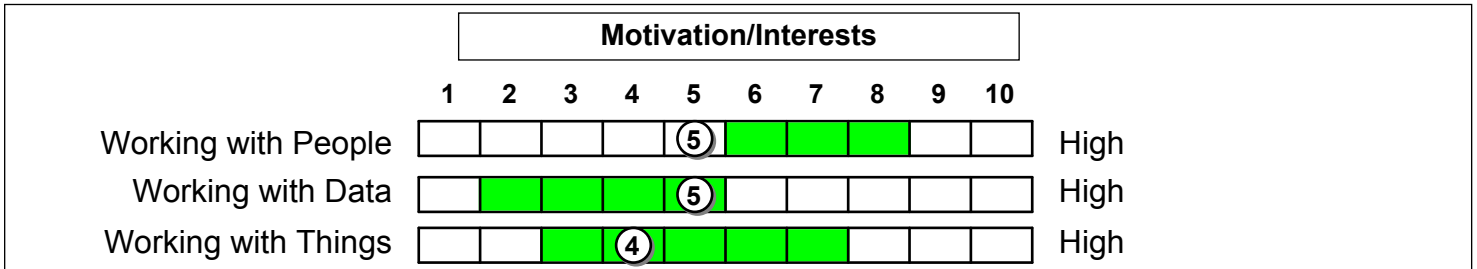 Motivation/Interests
1 2 3 4 5 6 7 8 9 10
Working with People 5 High
Working with Data 5 High
Working with Things 4 High